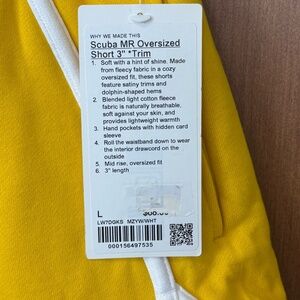 WHY WE MADE THIS
Scuba MR Oversized
Short 3" *Trim
1. Soft with a hint of shine. Made
from fleecy fabric in a cozy
oversized fit, these shorts
feature satiny trims and
dolphin-shaped hems
2. Blended light cotton fleece
fabric is naturally breathable,
soft against your skin, and
provides lightweight warmth
3. Hand pockets with hidden card
sleeve
4. Roll the waistband down to wear
the interior drawcord on the
outside
5. Mid rise, oversized fit
6. 3" length
L
LW7DGKS MZYW/WHT
000156497535